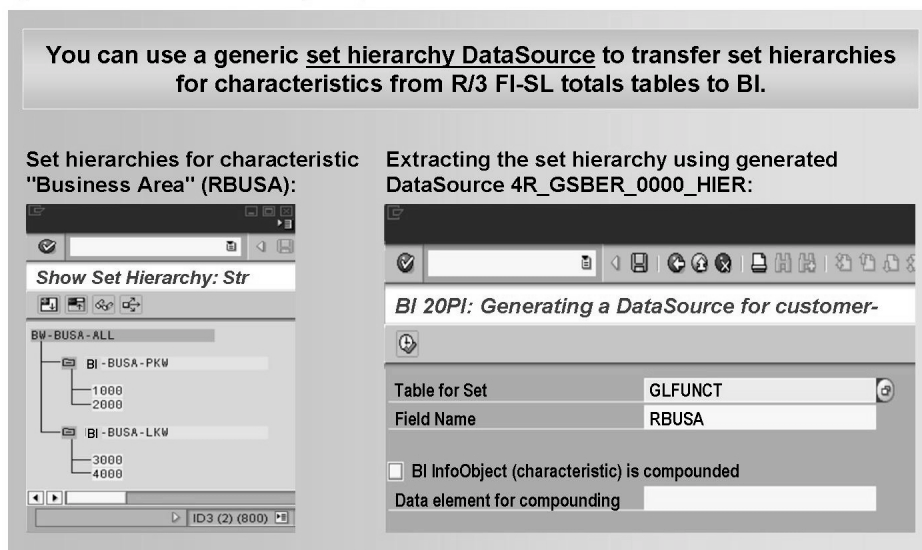 You can use a generic set hierarchy DataSource to transfer set hierarchies
for characteristics from R/3 FI-SL totals tables to BI.
Set hierarchies for characteristic
"Business Area" (RBUSA):
Show Set Hierarchy: Str
BW-BUSA-ALL
BI-BUSA-PKW
1000
2000
BI-BUSA-LKW
3000
4000
ID3 (2) (800)
Extracting the set hierarchy using generated
DataSource 4R_GSBER_0000_HIER:
BI 20PI: Generating a DataSource for customer-
Table for Set GLFUNCT
Field Name RBUSA
BI InfoObject (characteristic) is compounded
Data element for compounding